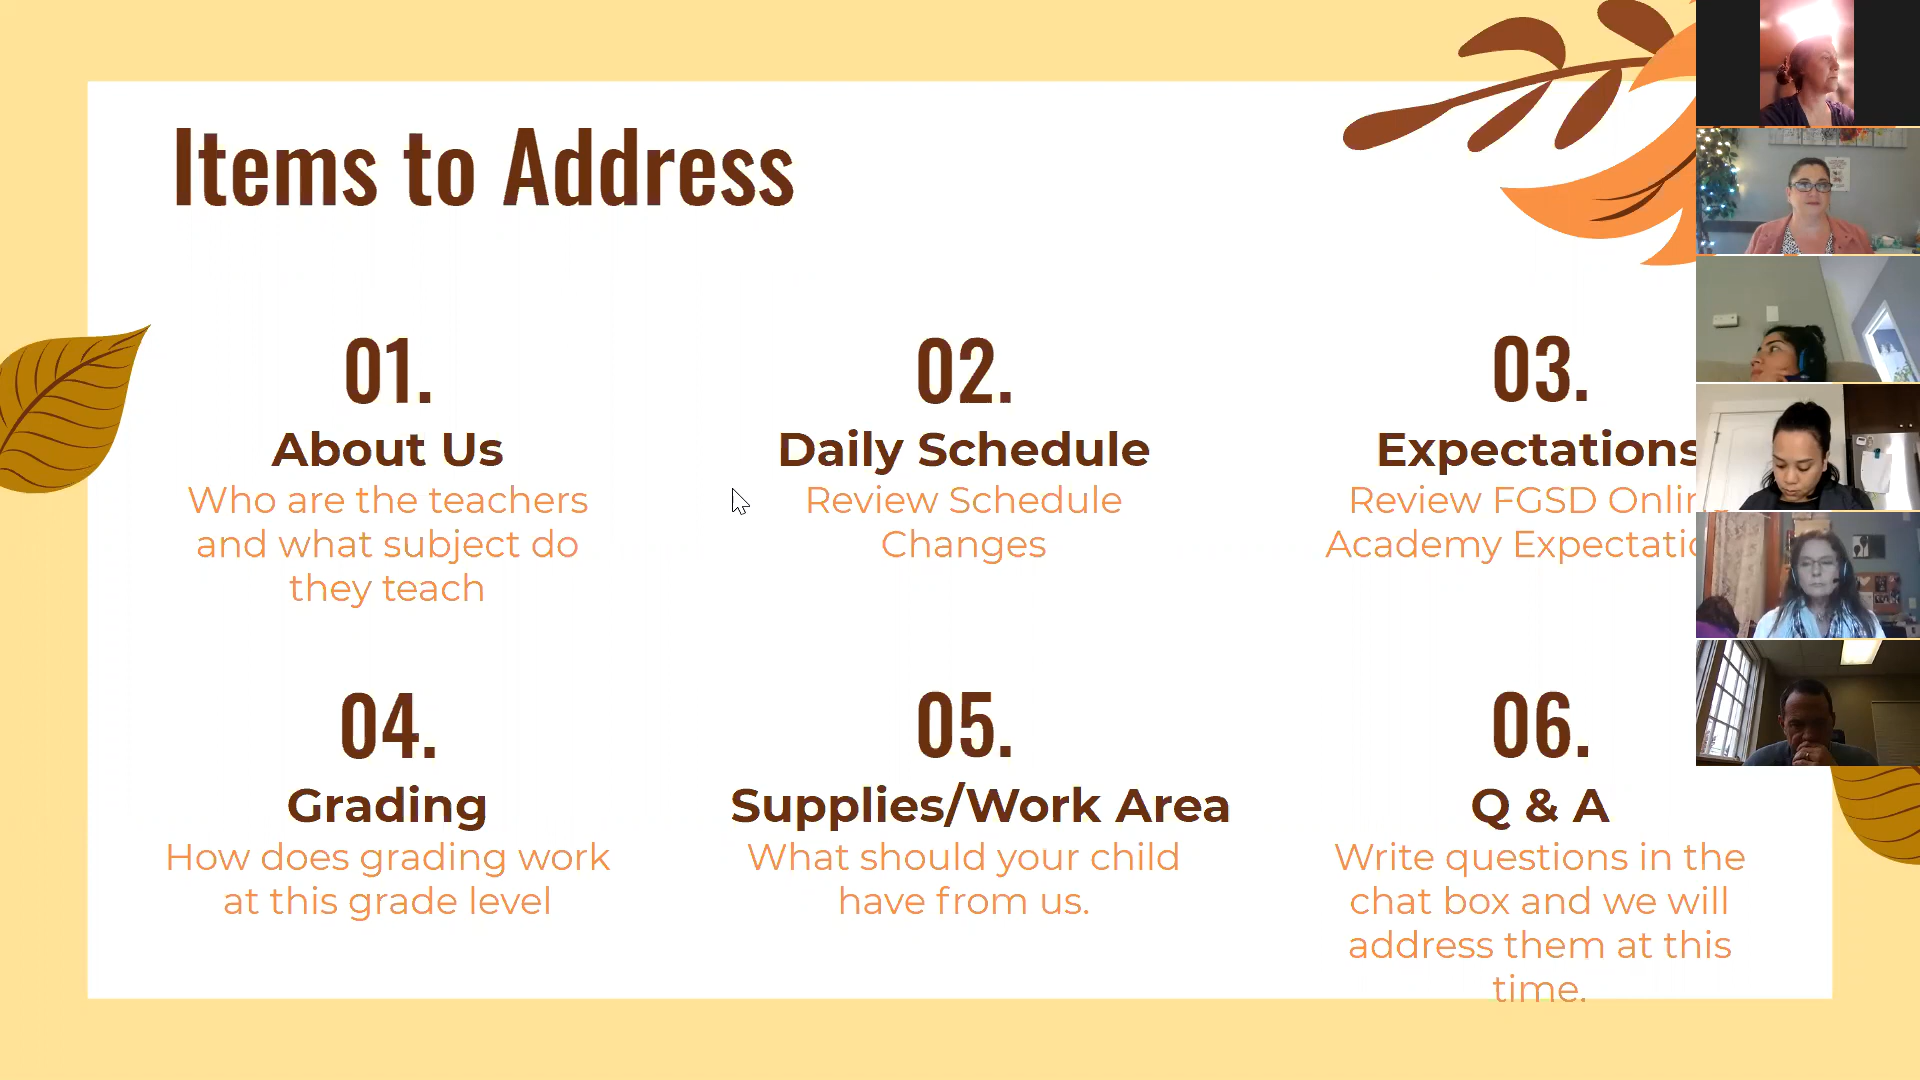 Items to Address
01.
About Us
Who are the teachers
and what subject do
they teach
02.
Daily Schedule
Review Schedule
Changes
03.
Expectations
Review FGSD
Academy
04.
Grading
How does grading work
at this grade level
05.
Supplies/Work Area
What should your child
have from us.
06.
Q & A
Write questions in the
chat box and we will
address them at this
time.